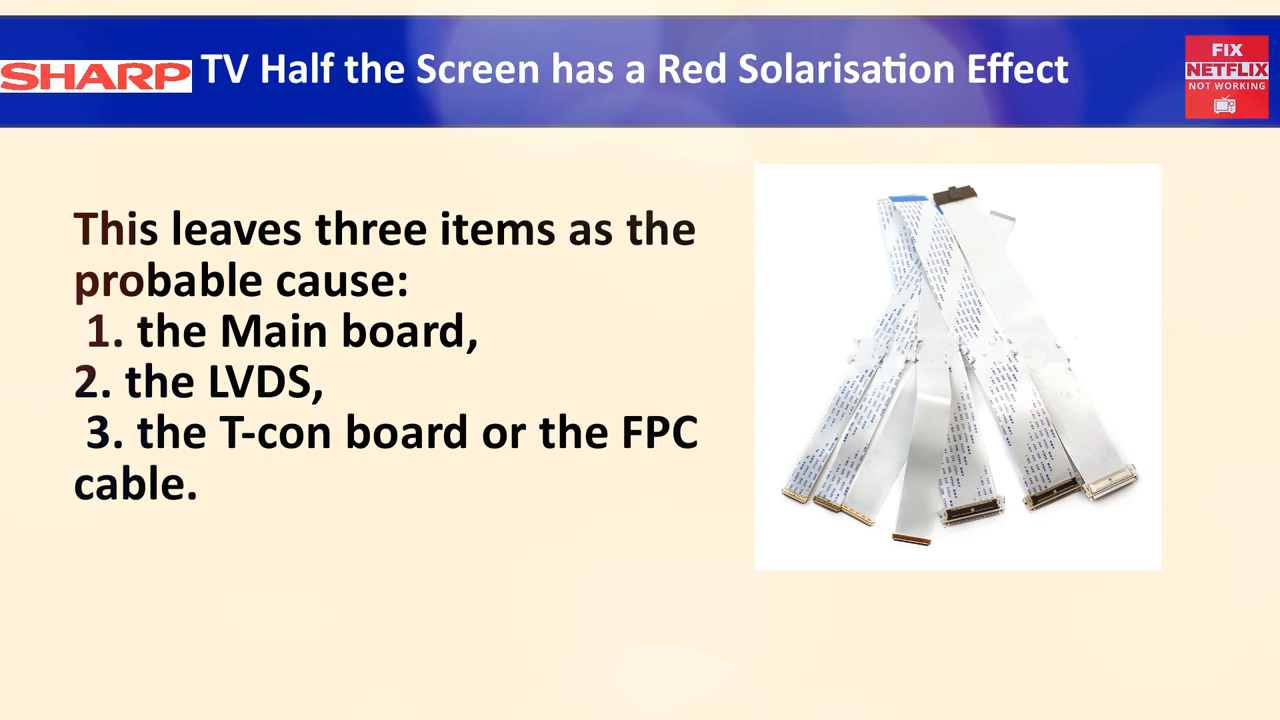 SHARP TV Half the Screen has a Red Solarisation Effect
FIX
NETFLIX
NOT WORKING
This leaves three items as the
probable cause:
1. the Main board,
2. the LVDS,
3. the T-con board or the FPC
cable.